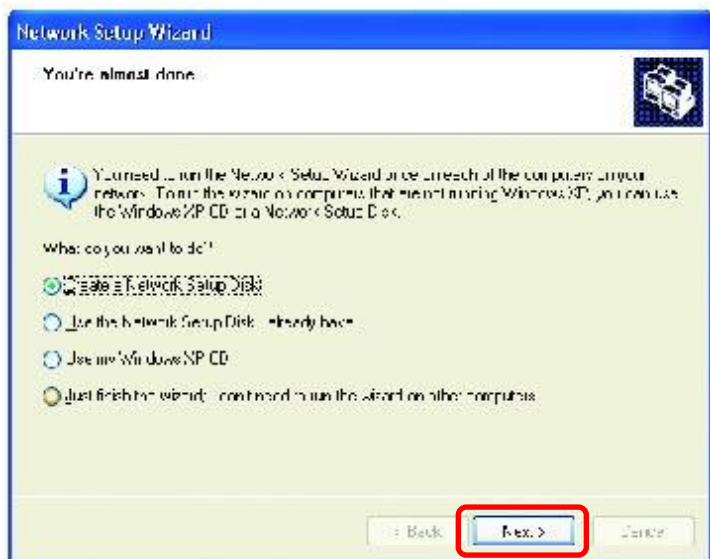 Network Setup Wizard
You're almost done...
You need to run the Network Setup Wizard once on each of the computers on your
network. To run the wizard on computers that are not running Windows XP, you can use
the Windows XP CD or a Network Setup Disk.
What do you want to do?
Create a Network Setup Disk
Use the Network Setup Disk I already have
Use my Windows XP CD
Just finish the wizard; I don't need to run the wizard on other computers
< Back
Next >
Cancel